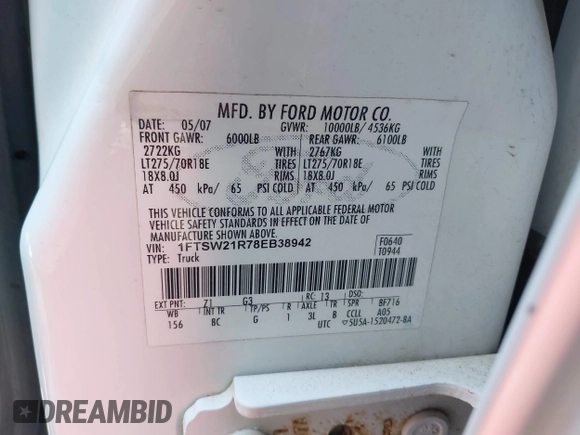 MFD. BY FORD MOTOR CO.
DATE: 05/07 GVWR: 10000LB/ 4536KG
FRONT GAWR: 6000LB REAR GAWR: 6100LB
2722KG WITH 2767KG WITH
LT275/70R18E TIRES LT275/70R18E TIRES
18X8.0J RIMS 18X8.0J RIMS
AT 450 kPa/ 65 PSI COLD AT 450 kPa/ 65 PSI COLD
THIS VEHICLE CONFORMS TO ALL APPLICABLE FEDERAL MOTOR
VEHICLE SAFETY STANDARDS IN EFFECT ON THE DATE OF
MANUFACTURE SHOWN ABOVE.
VIN: 1FTSW21R78EB38942 F0640
TYPE: Truck T0944
EXT PNT: Z1 G3 RC: 13 DSO:
WB INT TR TP/PS R AXLE TR SPR 8F716
156 8C G 1 3L B CCLL A05
UTC 5U5A-1520472-BA
DREAMBID